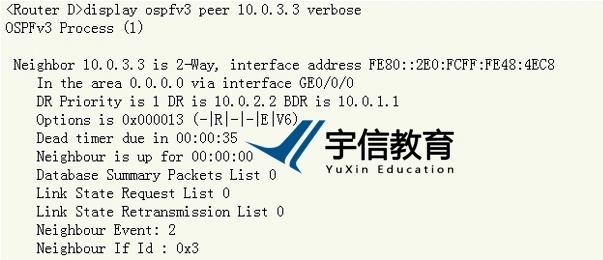 <Router D>display ospfv3 peer 10.0.3.3 verbose
OSPFv3 Process (1)
Neighbor 10.0.3.3 is 2-Way, interface address FE80::2E0:FCFF:FE48:4EC8
In the area 0.0.0.0 via interface GE0/0/0
DR Priority is 1 DR is 10.0.2.2 BDR is 10.0.1.1
Options is 0x000013 (-|R|-|-|E|V6)
Dead timer due in 00:00:35
Neighbour is up for 00:00:00
Database Summary Packets List 0
Link State Request List 0
Link State Retransmission List 0
Neighbour Event: 2
Neighbour If Id : 0x3
宇信教育
YuXin Education